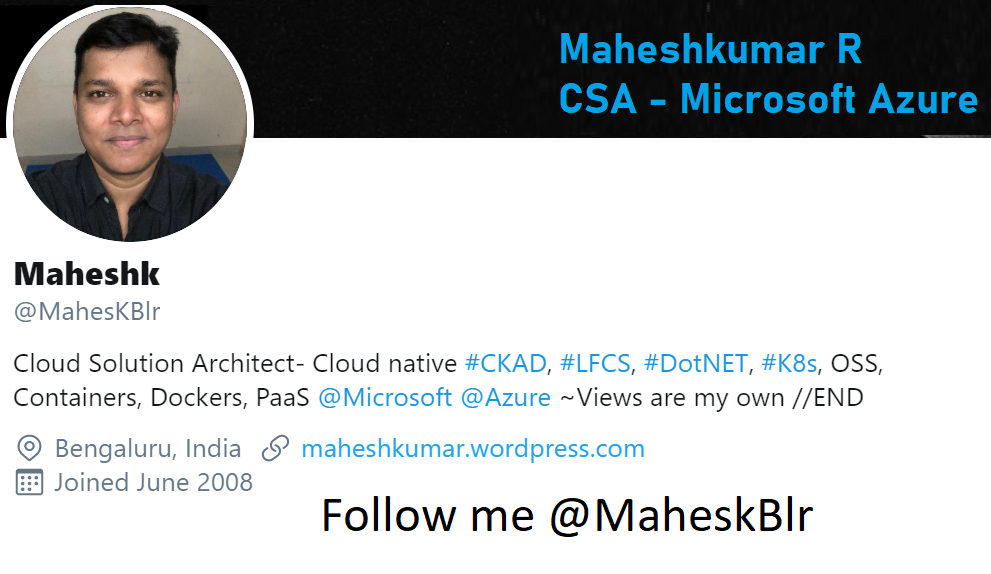 Maheshkumar R
CSA - Microsoft Azure
Maheshk
@MahesKBlr
Cloud Solution Architect- Cloud native #CKAD, #LFCS, #DotNET, #K8s, OSS,
Containers, Dockers, PaaS @Microsoft @Azure ~Views are my own //END
Bengaluru, India maheshkumar.wordpress.com
Joined June 2008
Follow me @MaheskBlr